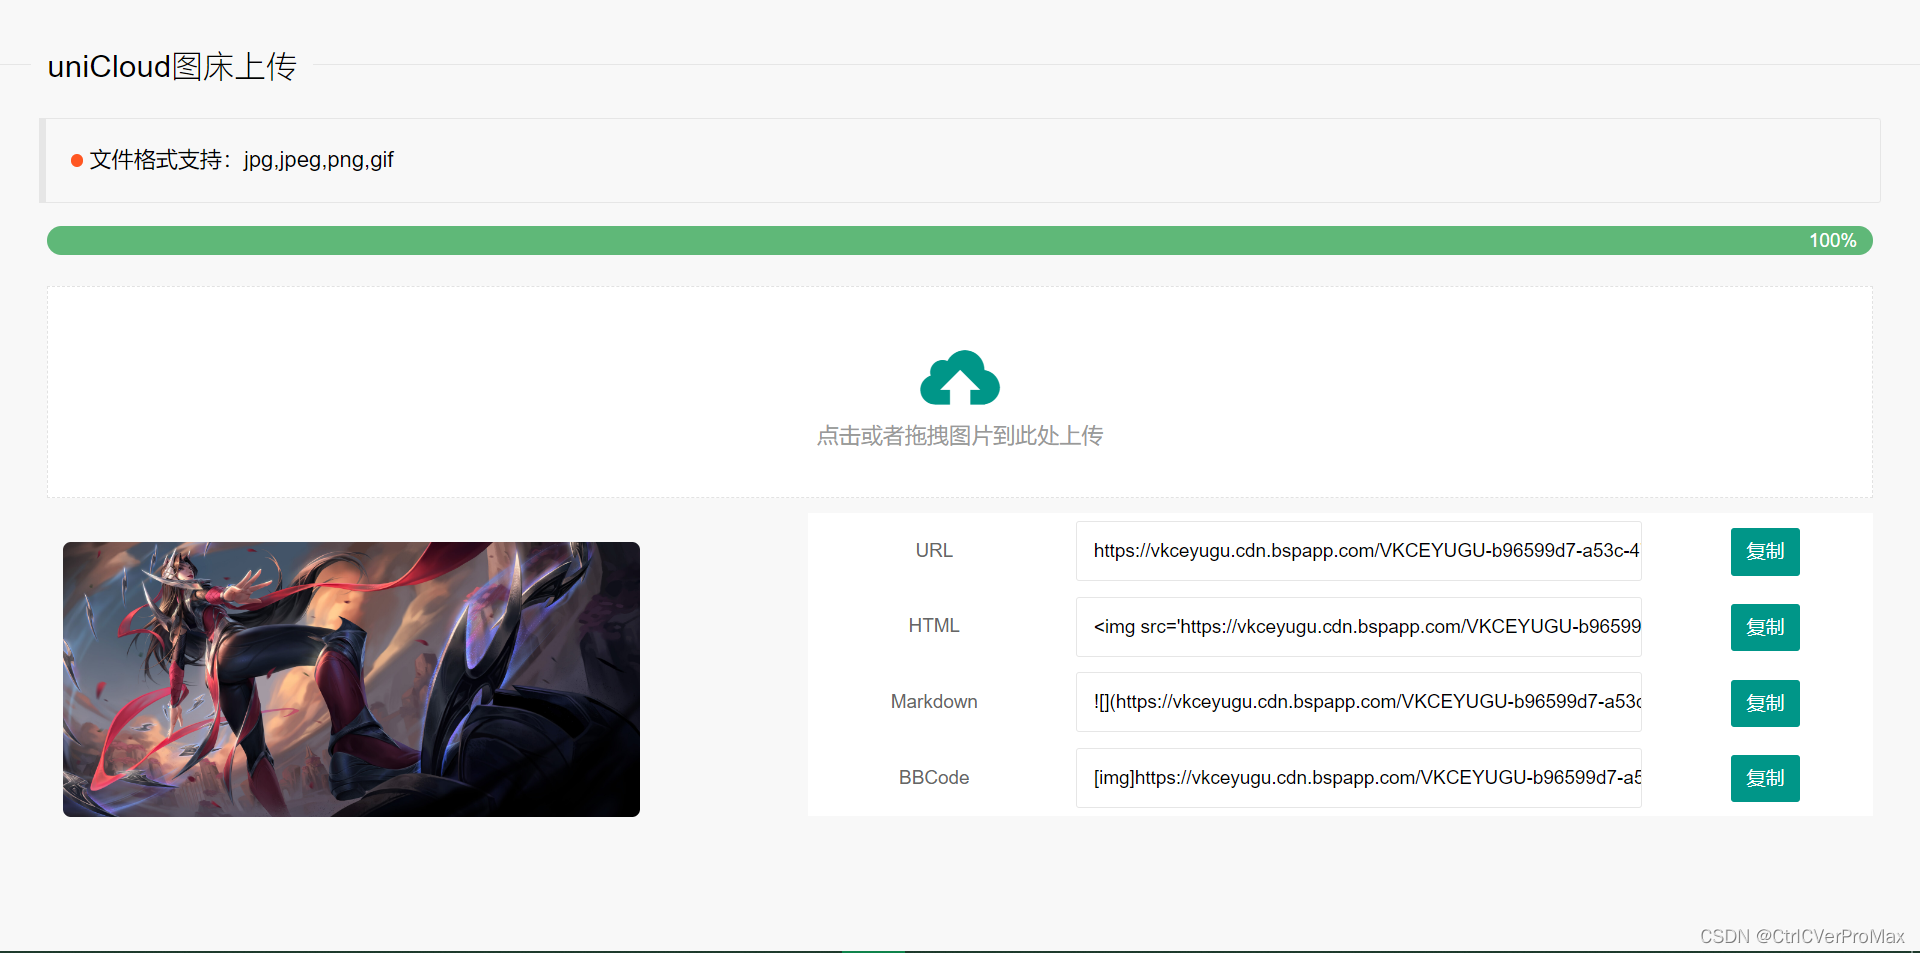 uniCloud图床上传
文件格式支持：jpg,jpeg,png,gif
100%
点击或者拖拽图片到此处上传
URL
https://vkceyugu.cdn.bspapp.com/VKCEYUGU-b96599d7-a53c-4
复制
HTML
<img src='https://vkceyugu.cdn.bspapp.com/VKCEYUGU-b96599
复制
Markdown
![](https://vkceyugu.cdn.bspapp.com/VKCEYUGU-b96599d7-a53c
复制
BBCode
[img]https://vkceyugu.cdn.bspapp.com/VKCEYUGU-b96599d7-a5
复制
CSDN @CtrlCVerProMax